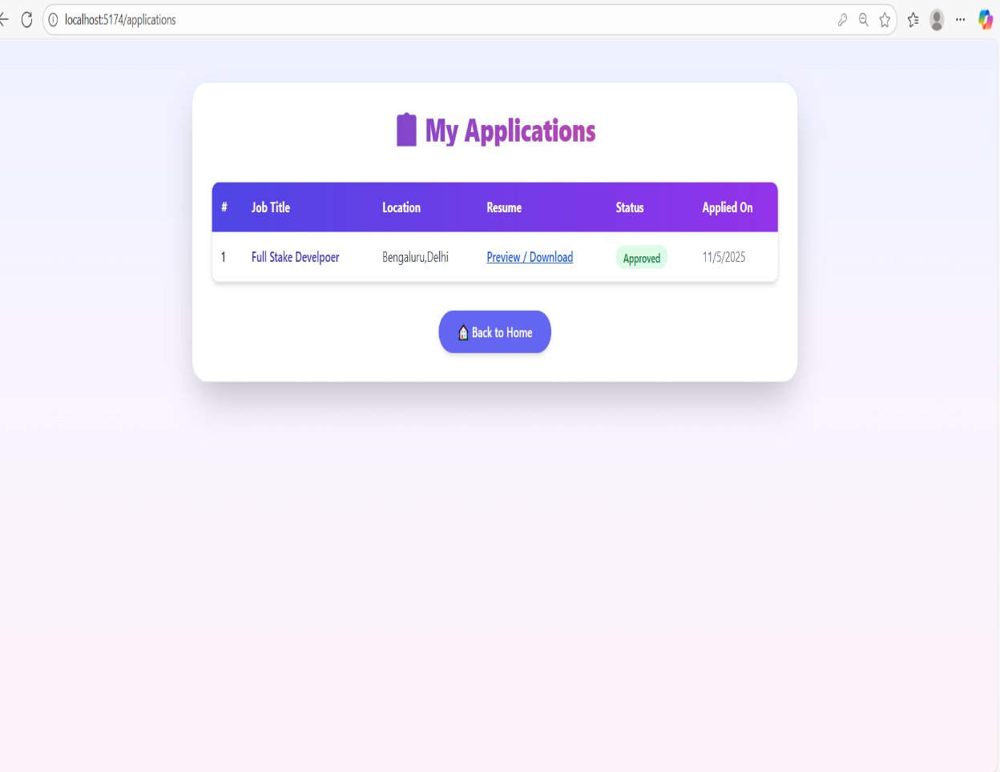 localhost:5174/applications
My Applications
# Job Title Location Resume Status Applied On
1 Full Stake Develpoer Bengaluru,Delhi Preview / Download Approved 11/5/2025
Back to Home